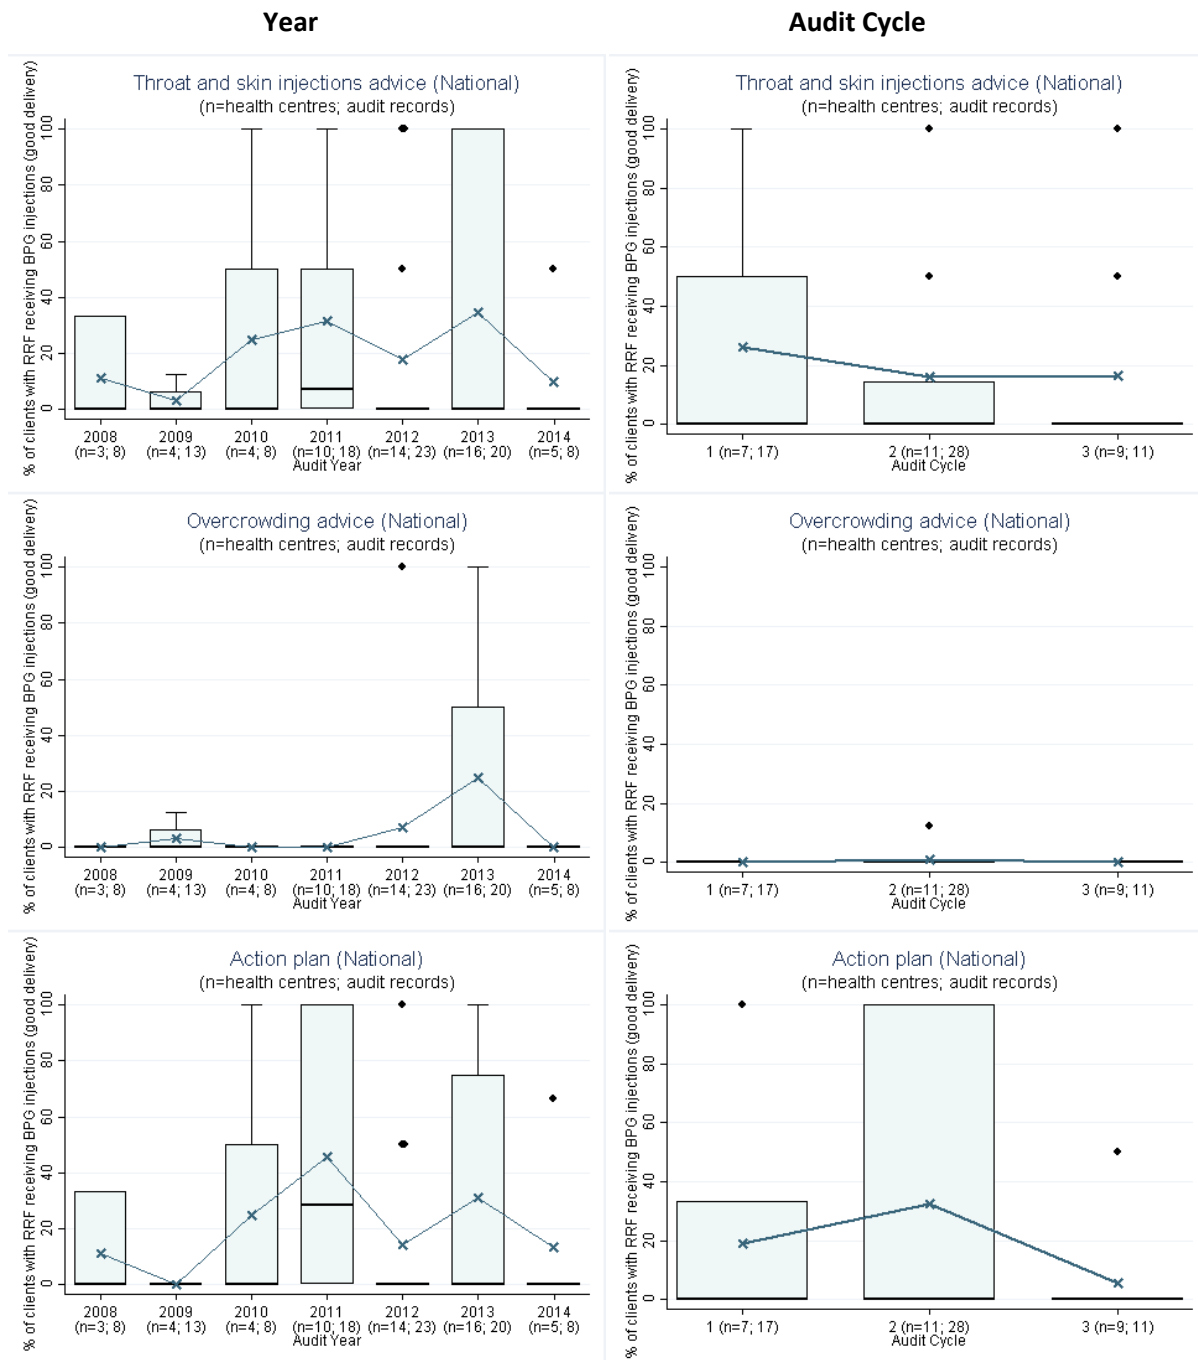 Year
Audit Cycle
Throat and skin injections advice (National)
(n=health centres; audit records)
% of clients with RRF receiving BPG injections (good delivery)
100
80
60
40
20
0
2008 2009 2010 2011 2012 2013 2014
(n=3; 8) (n=4; 13) (n=4; 8) (n=10; 18) (n=14; 23) (n=16; 20) (n=5; 8)
Audit Year
Throat and skin injections advice (National)
(n=health centres; audit records)
% of clients with RRF receiving BPG injections (good delivery)
100
80
60
40
20
0
1 (n=7; 17) 2 (n=11; 28) 3 (n=9; 11)
Audit Cycle
Overcrowding advice (National)
(n=health centres; audit records)
% of clients with RRF receiving BPG injections (good delivery)
100
80
60
40
20
0
2008 2009 2010 2011 2012 2013 2014
(n=3; 8) (n=4; 13) (n=4; 8) (n=10; 18) (n=14; 23) (n=16; 20) (n=5; 8)
Audit Year
Overcrowding advice (National)
(n=health centres; audit records)
% of clients with RRF receiving BPG injections (good delivery)
100
80
60
40
20
0
1 (n=7; 17) 2 (n=11; 28) 3 (n=9; 11)
Audit Cycle
Action plan (National)
(n=health centres; audit records)
% of clients with RRF receiving BPG injections (good delivery)
100
80
60
40
20
0
2008 2009 2010 2011 2012 2013 2014
(n=3; 8) (n=4; 13) (n=4; 8) (n=10; 18) (n=14; 23) (n=16; 20) (n=5; 8)
Audit Year
Action plan (National)
(n=health centres; audit records)
% of clients with RRF receiving BPG injections (good delivery)
100
80
60
40
20
0
1 (n=7; 17) 2 (n=11; 28) 3 (n=9; 11)
Audit Cycle